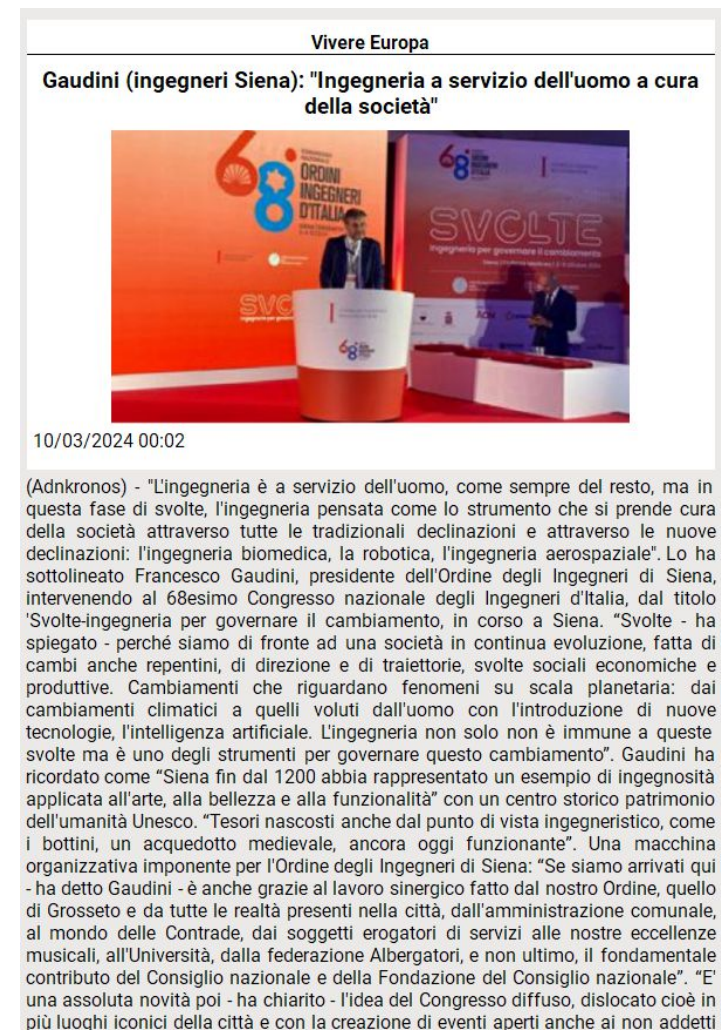 Vivere Europa
Gaudini (ingegneri Siena): "Ingegneria a servizio dell'uomo a cura
della società"
68°
CONGRESSO
NAZIONALE
ORDINI
INGEGNERI
D'ITALIA
68°
ORDINI
INGEGNERI
D'ITALIA
SVOLTE
ingegneria per governare il cambiamento
SVO
68°
10/03/2024 00:02
(Adnkronos) - "L'ingegneria è a servizio dell'uomo, come sempre del resto, ma in
questa fase di svolte, l'ingegneria pensata come lo strumento che si prende cura
della società attraverso tutte le tradizionali declinazioni e attraverso le nuove
declinazioni: l'ingegneria biomedica, la robotica, l'ingegneria aerospaziale". Lo ha
sottolineato Francesco Gaudini, presidente dell'Ordine degli Ingegneri di Siena,
intervenendo al 68esimo Congresso nazionale degli Ingegneri d'Italia, dal titolo
'Svolte-ingegneria per governare il cambiamento, in corso a Siena. “Svolte - ha
spiegato - perché siamo di fronte ad una società in continua evoluzione, fatta di
cambi anche repentini, di direzione e di traiettorie, svolte sociali economiche e
produttive. Cambiamenti che riguardano fenomeni su scala planetaria: dai
cambiamenti climatici a quelli voluti dall'uomo con l'introduzione di nuove
tecnologie, l'intelligenza artificiale. L'ingegneria non solo non è immune a queste
svolte ma è uno degli strumenti per governare questo cambiamento”. Gaudini ha
ricordato come “Siena fin dal 1200 abbia rappresentato un esempio di ingegnosità
applicata all'arte, alla bellezza e alla funzionalità” con un centro storico patrimonio
dell'umanità Unesco. “Tesori nascosti anche dal punto di vista ingegneristico, come
i bottini, un acquedotto medievale, ancora oggi funzionante”. Una macchina
organizzativa imponente per l'Ordine degli Ingegneri di Siena: “Se siamo arrivati qui
- ha detto Gaudini - è anche grazie al lavoro sinergico fatto dal nostro Ordine, quello
di Grosseto e da tutte le realtà presenti nella città, dall'amministrazione comunale,
al mondo delle Contrade, dai soggetti erogatori di servizi alle nostre eccellenze
musicali, all'Università, dalla federazione Albergatori, e non ultimo, il fondamentale
contributo del Consiglio nazionale e della Fondazione del Consiglio nazionale”. “E'
una assoluta novità poi - ha chiarito - l'idea del Congresso diffuso, dislocato cioè in
più luoghi iconici della città e con la creazione di eventi aperti anche ai non addetti